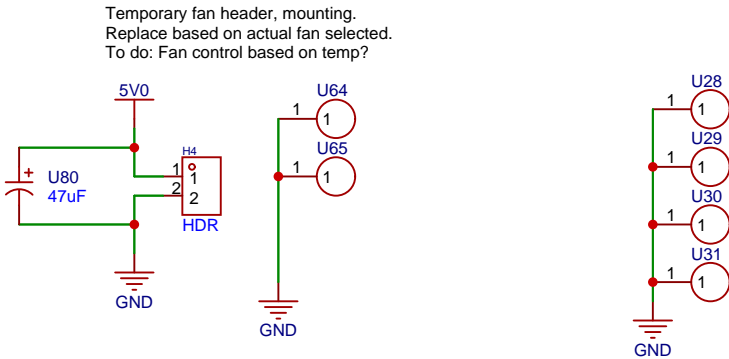 Temporary fan header, mounting.
Replace based on actual fan selected.
To do: Fan control based on temp?
5V0
U80
47uF
+
H4
1
1
2
2
HDR
GND
U64
1
1
U65
1
1
GND
U28
1
1
U29
1
1
U30
1
1
U31
1
1
GND